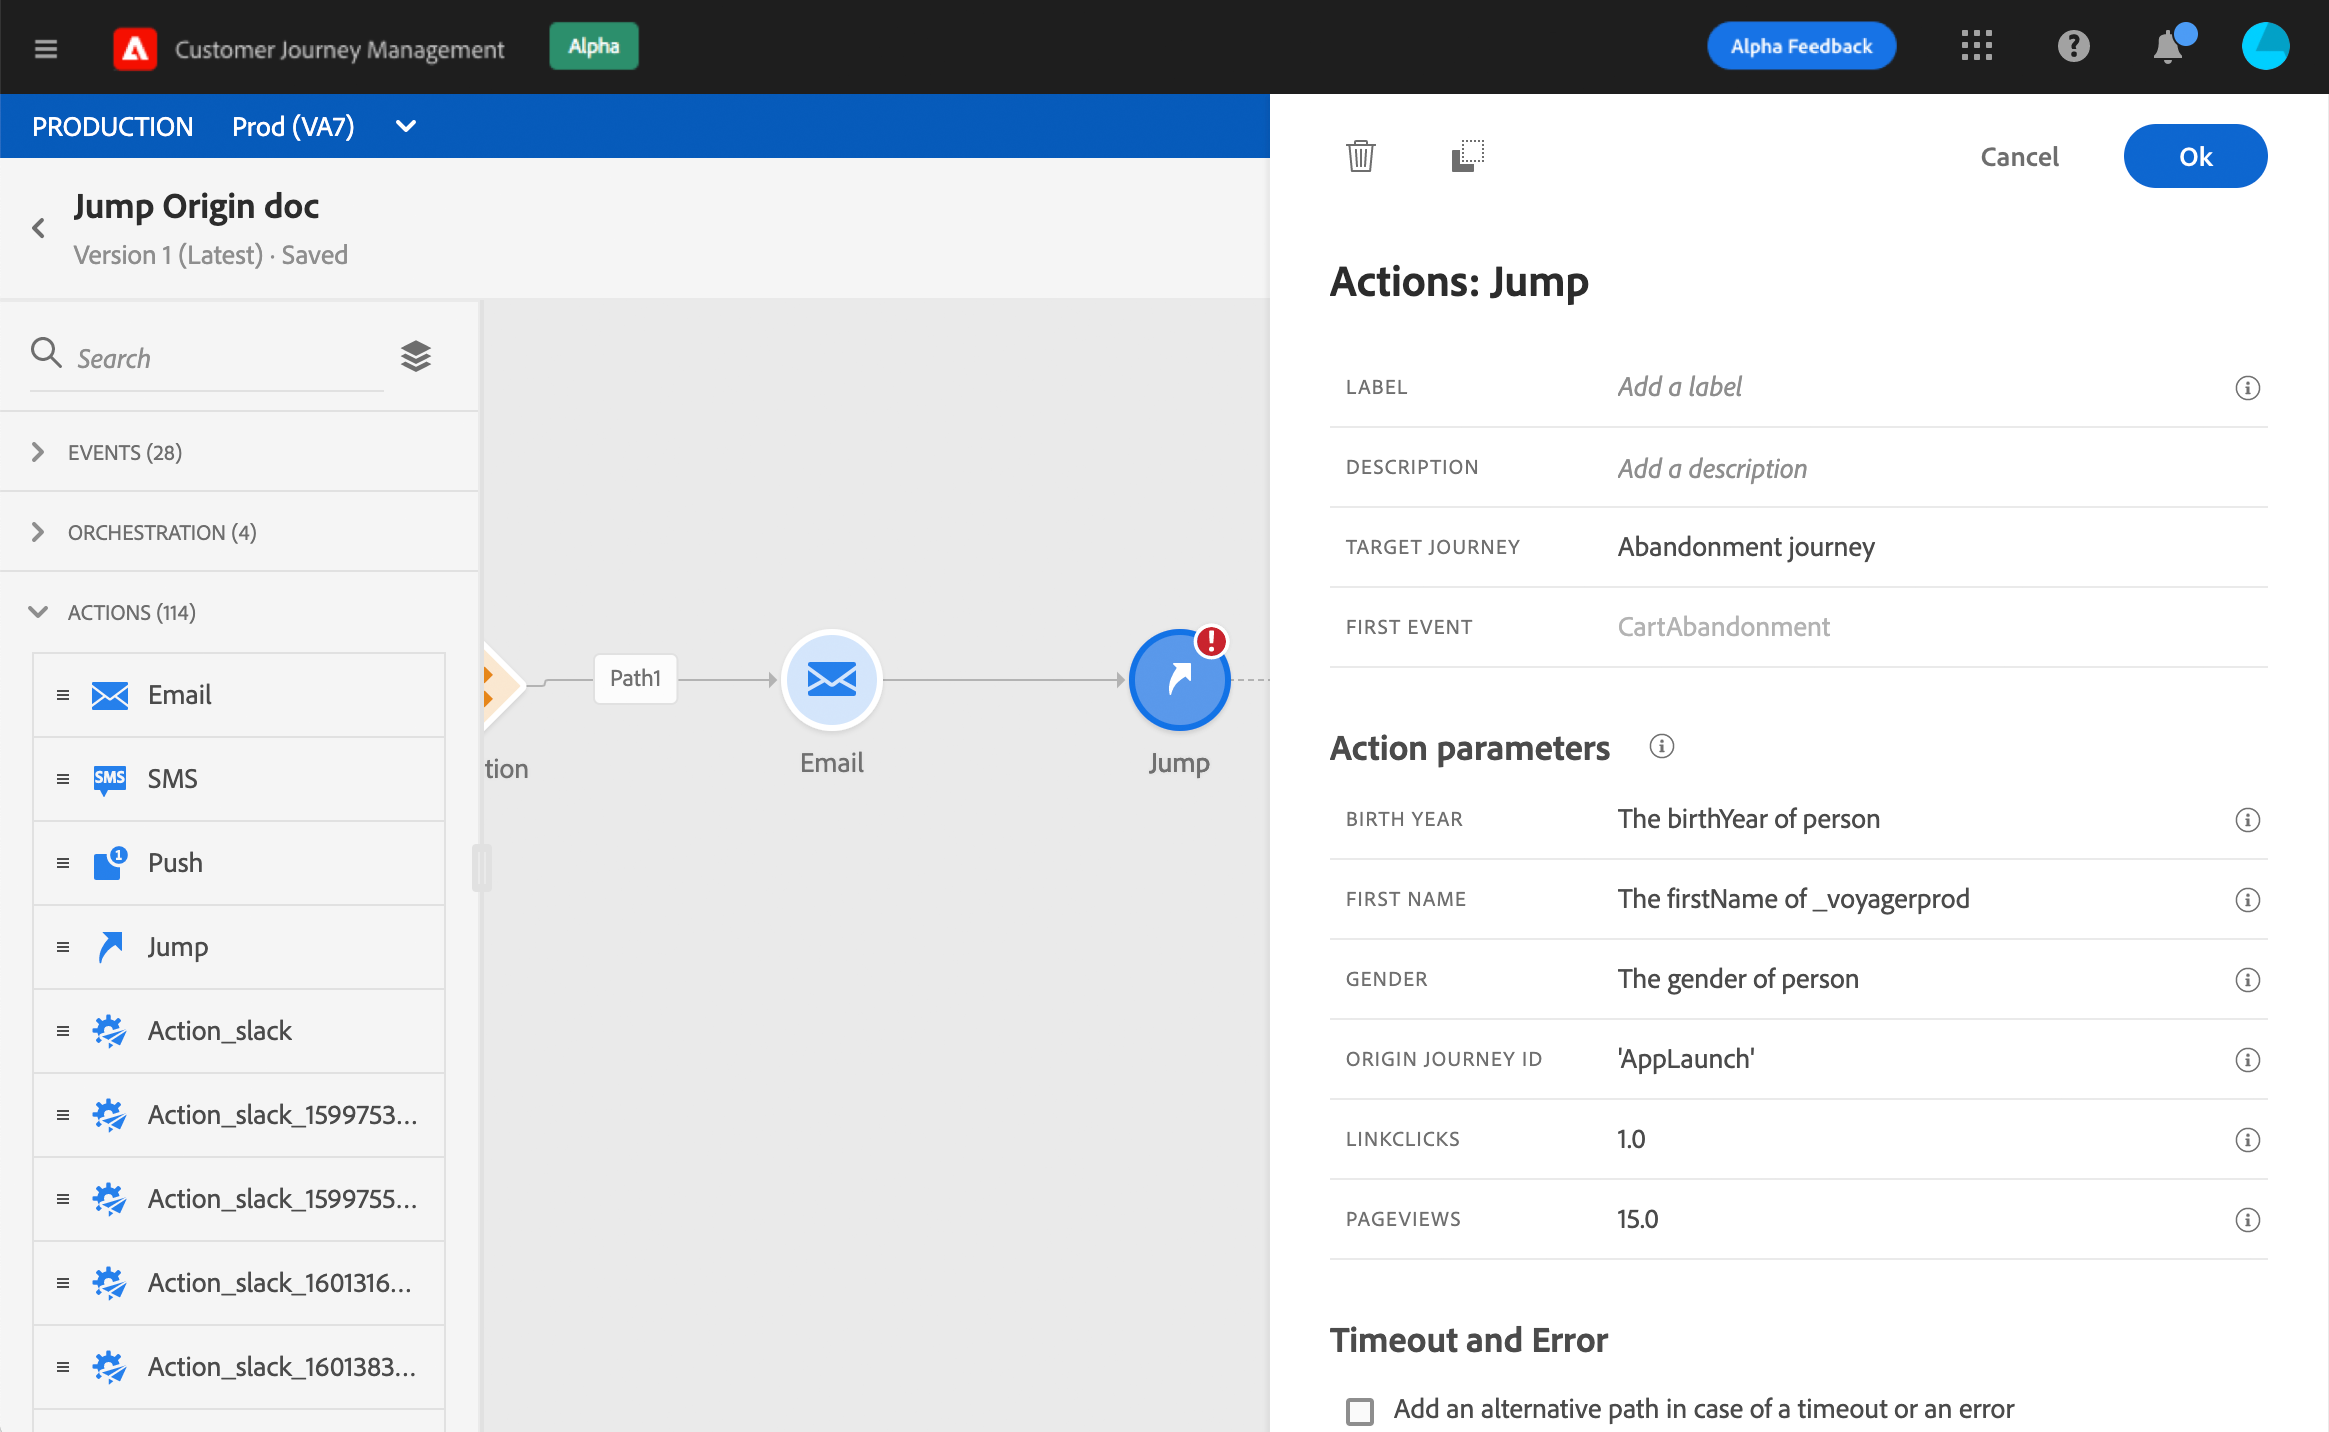 Customer Journey Management
Alpha
Alpha Feedback
PRODUCTION Prod (VA7)
Jump Origin doc
Version 1 (Latest) · Saved
Search
EVENTS (28)
ORCHESTRATION (4)
ACTIONS (114)
Email
SMS
SMS
1
Push
Jump
Action_slack
Action_slack_1599753...
Action_slack_1599755...
Action_slack_1601316...
Action_slack_1601383...
tion
Path1
Email
!
Jump
Cancel
Ok
Actions: Jump
LABEL Add a label
DESCRIPTION Add a description
TARGET JOURNEY Abandonment journey
FIRST EVENT CartAbandonment
Action parameters
BIRTH YEAR The birthYear of person
FIRST NAME The firstName of _voyagerprod
GENDER The gender of person
ORIGIN JOURNEY ID 'AppLaunch'
LINKCLICKS 1.0
PAGEVIEWS 15.0
Timeout and Error
Add an alternative path in case of a timeout or an error